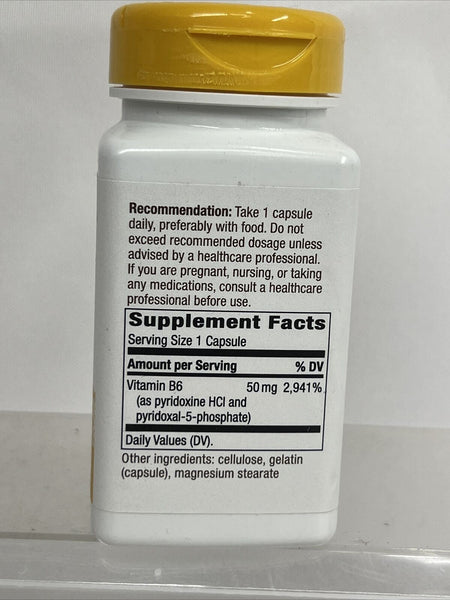 Recommendation: Take 1 capsule
daily, preferably with food. Do not
exceed recommended dosage unless
advised by a healthcare professional.
If you are pregnant, nursing, or taking
any medications, consult a healthcare
professional before use.
Supplement Facts
Serving Size 1 Capsule
Amount per Serving % DV
Vitamin B6 50 mg 2,941%
(as pyridoxine HCl and
pyridoxal-5-phosphate)
Daily Values (DV).
Other ingredients: cellulose, gelatin
(capsule), magnesium stearate